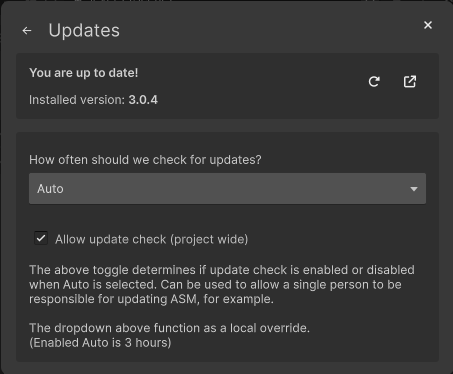 Updates
You are up to date!
Installed version: 3.0.4
How often should we check for updates?
Auto
Allow update check (project wide)
The above toggle determines if update check is enabled or disabled
when Auto is selected. Can be used to allow a single person to be
responsible for updating ASM, for example.
The dropdown above function as a local override.
(Enabled Auto is 3 hours)